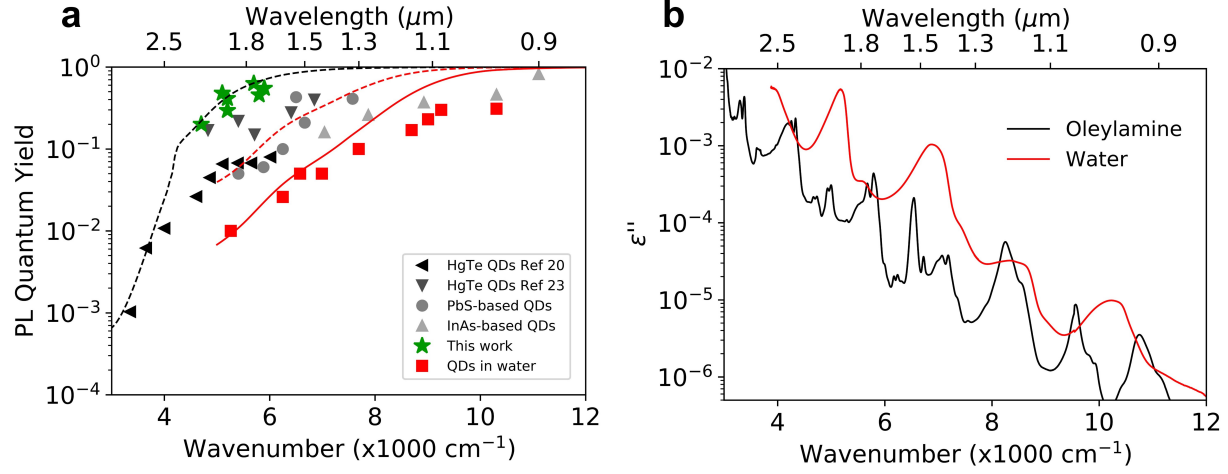 a
Wavelength (μm)
2.5 1.8 1.5 1.3 1.1 0.9
10⁰
10⁻¹
10⁻²
10⁻³
10⁻⁴
PL Quantum Yield
HgTe QDs Ref 20
HgTe QDs Ref 23
PbS-based QDs
InAs-based QDs
This work
QDs in water
4 6 8 10 12
Wavenumber (x1000 cm⁻¹)
b
Wavelength (μm)
2.5 1.8 1.5 1.3 1.1 0.9
10⁻²
10⁻³
10⁻⁴
10⁻⁵
10⁻⁶
ε''
Oleylamine
Water
4 6 8 10 12
Wavenumber (x1000 cm⁻¹)